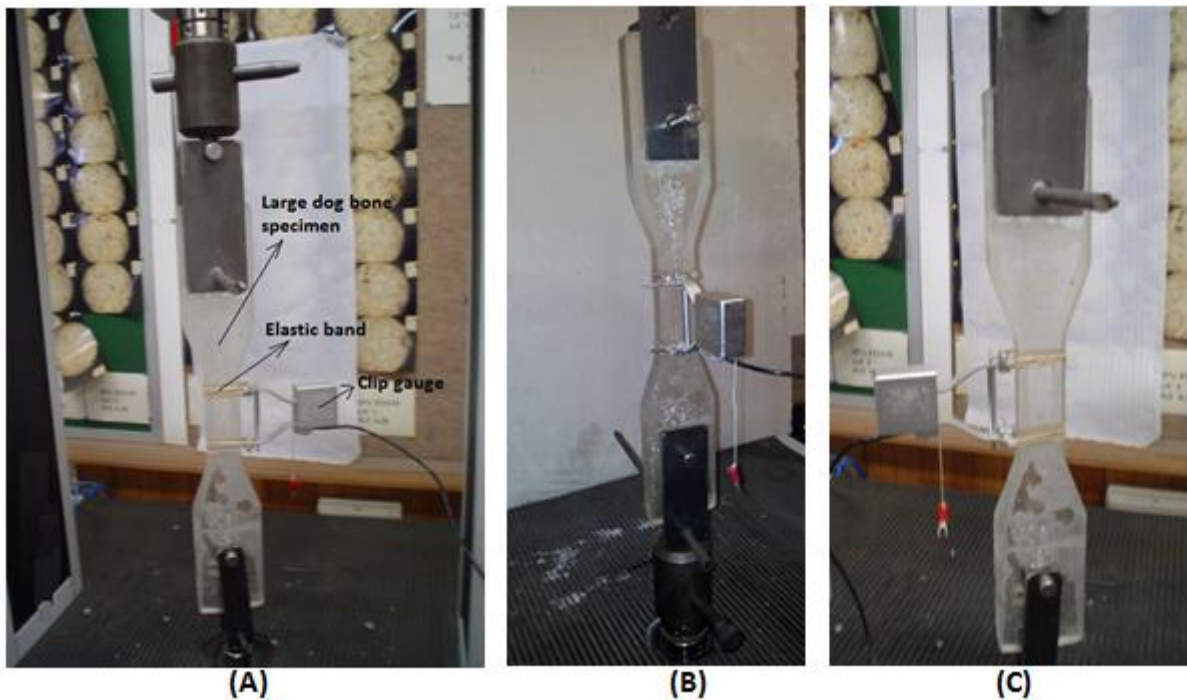 Large dog bone
specimen
Elastic band
Clip gauge
(A)
(B)
(C)